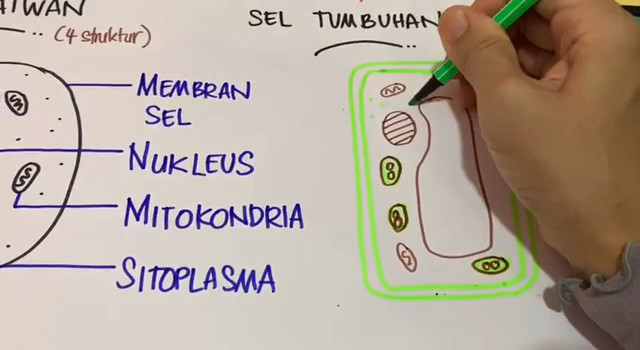 SEL TUMBUHAN
(4 struktur)
MEMBRAN
SEL
NUKLEUS
MITOKONDRIA
SITOPLASMA